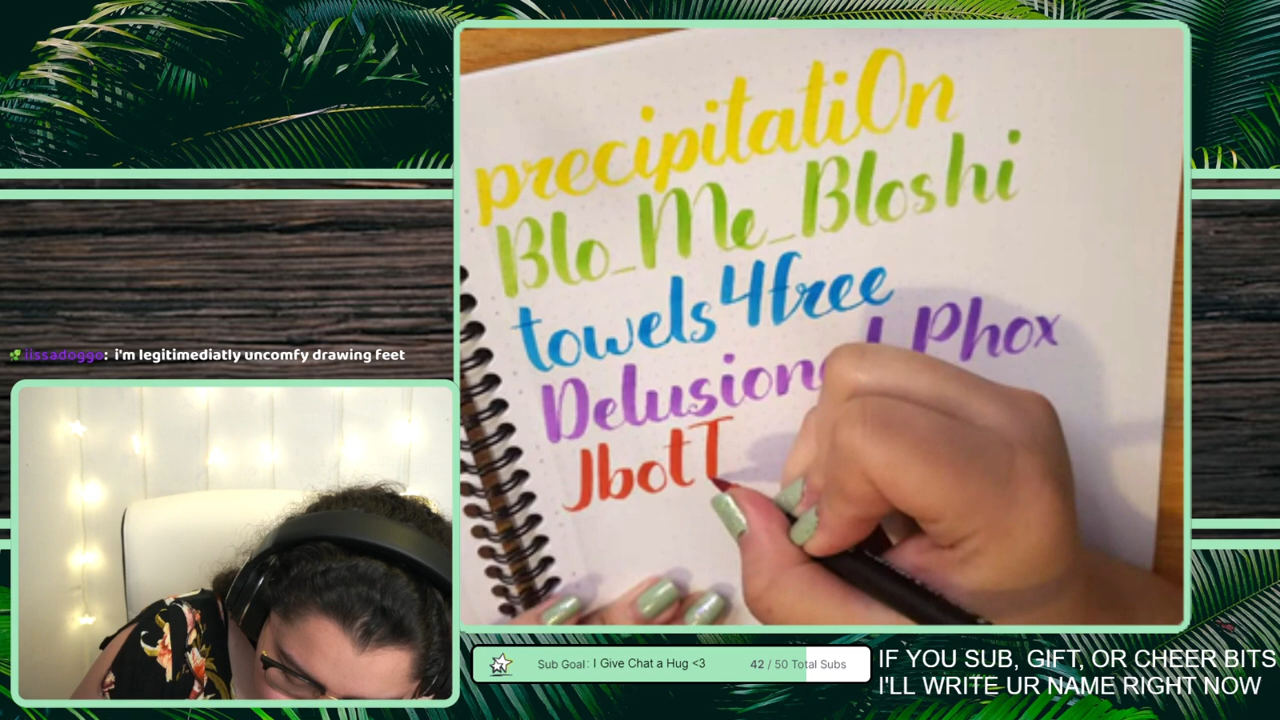 precipitatiOn
Blo_Me_Bloshi
towels4free
Phox
JbotT
iissadoggo: i'm legitimediatly uncomfy drawing feet
Sub Goal: I Give Chat a Hug <3
42 / 50 Total Subs
IF YOU SUB, GIFT, OR CHEER BITS
I'LL WRITE UR NAME RIGHT NOW